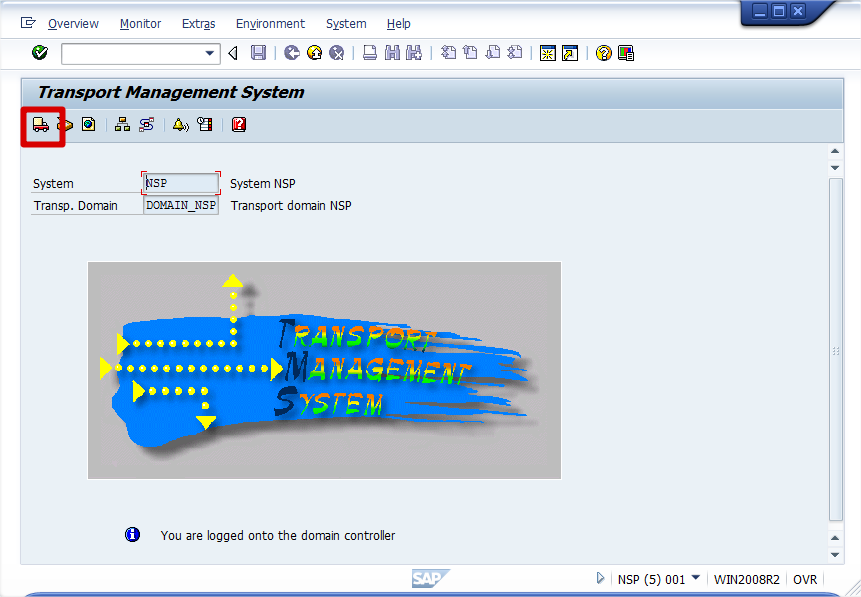 Overview Monitor Extras Environment System Help
Transport Management System
System NSP System NSP
Transp. Domain DOMAIN_NSP Transport domain NSP
TRANSPORT
MANAGEMENT
SYSTEM
You are logged onto the domain controller
SAP NSP (5) 001 WIN2008R2 OVR